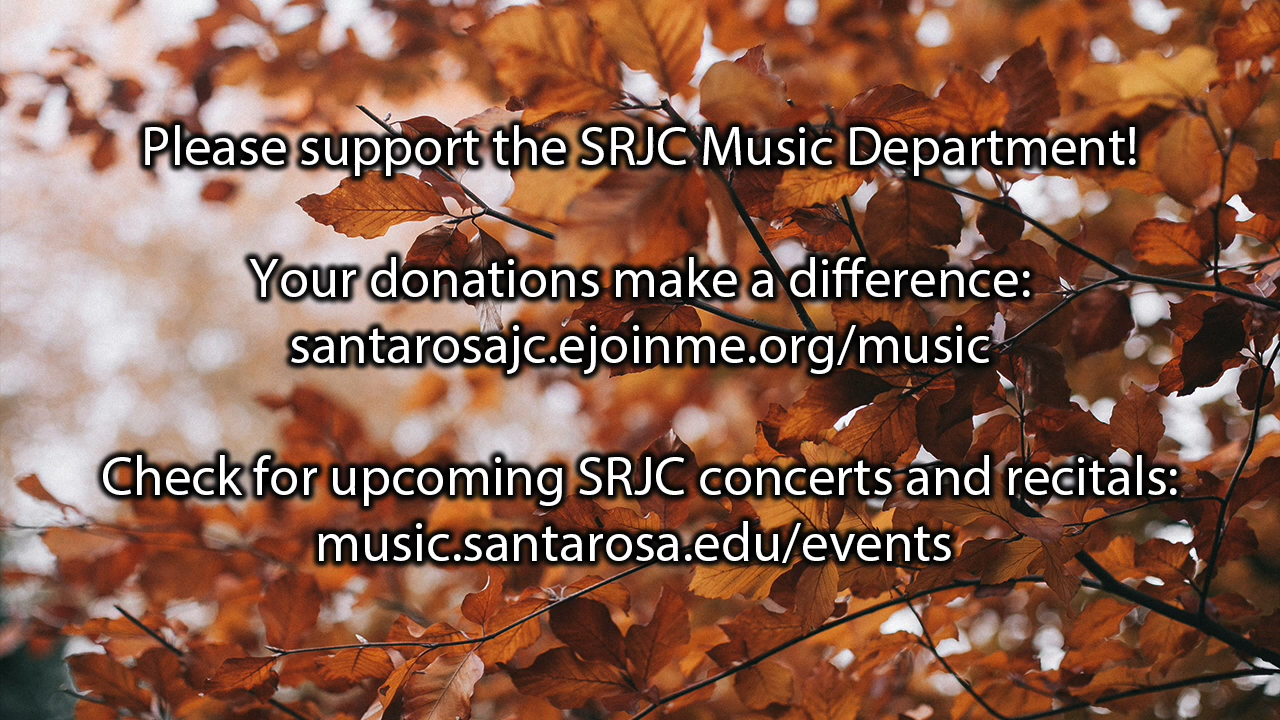 Please support the SRJC Music Department!
Your donations make a difference:
santarosajc.ejoinme.org/music
Check for upcoming SRJC concerts and recitals:
music.santarosa.edu/events